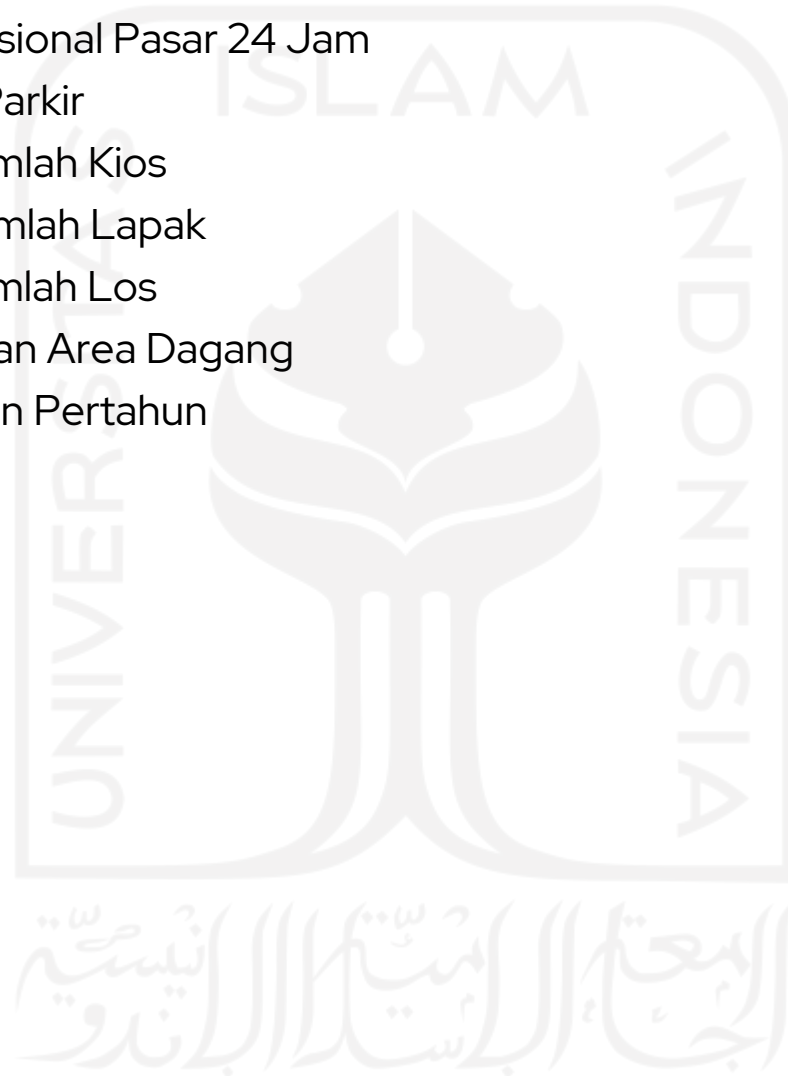 sional Pasar 24 Jam
Parkir
mlah Kios
mlah Lapak
mlah Los
an Area Dagang
n Pertahun
ISLAM
UNIVERSITAS
INDONESIA